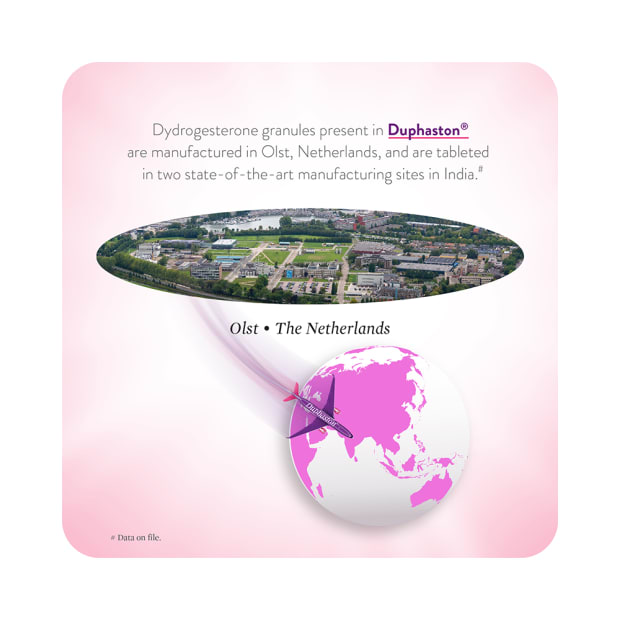 Dydrogesterone granules present in Duphaston®
are manufactured in Olst, Netherlands, and are tableted
in two state-of-the-art manufacturing sites in India.#
Olst • The Netherlands
Duphaston
# Data on file.